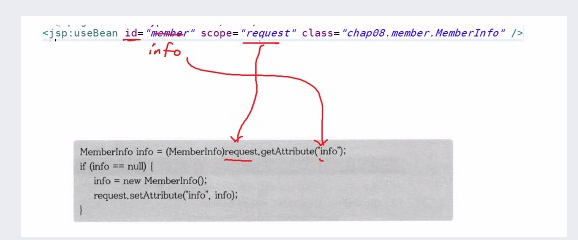 <jsp:useBean id="member" scope="request" class="chap08.member.MemberInfo" />
info
MemberInfo info = (MemberInfo)request.getAttribute("info");
if (info == null) {
info = new MemberInfo();
request.setAttribute("info", info);
}